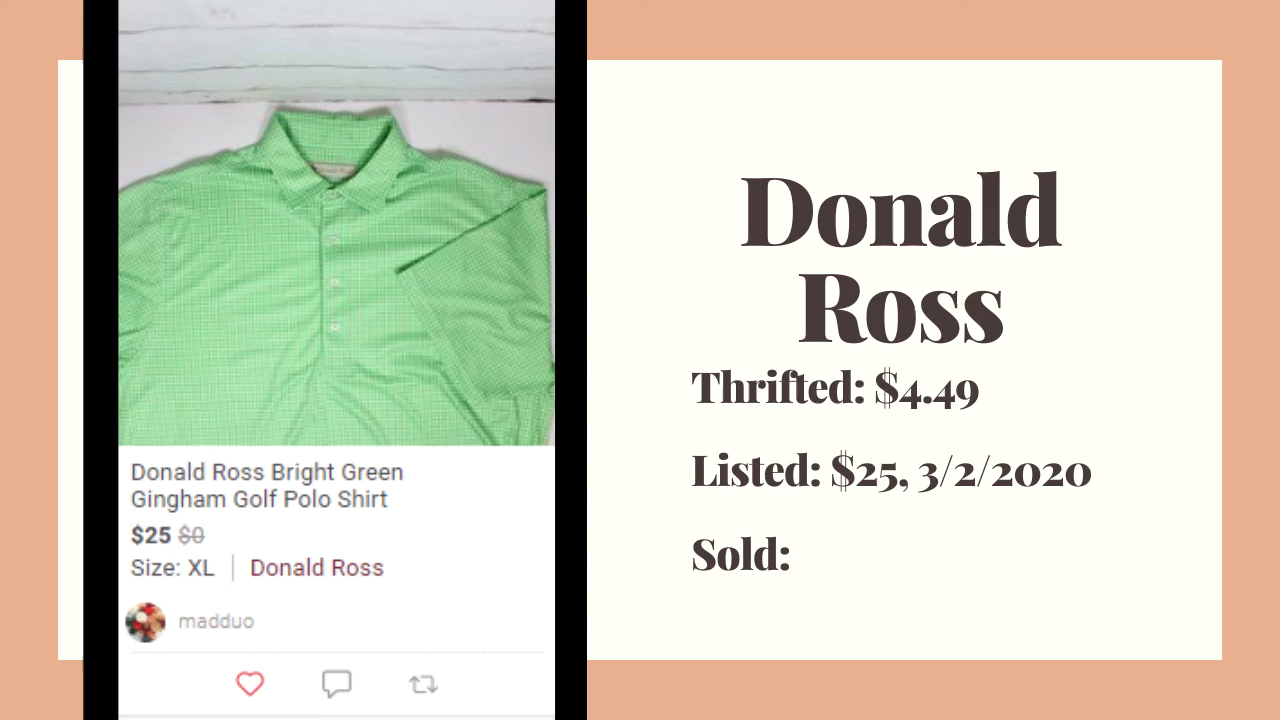 Donald Ross Bright Green
Gingham Golf Polo Shirt
$25 $0
Size: XL
Donald Ross
madduo
Donald
Ross
Thrifted: $4.49
Listed: $25, 3/2/2020
Sold: